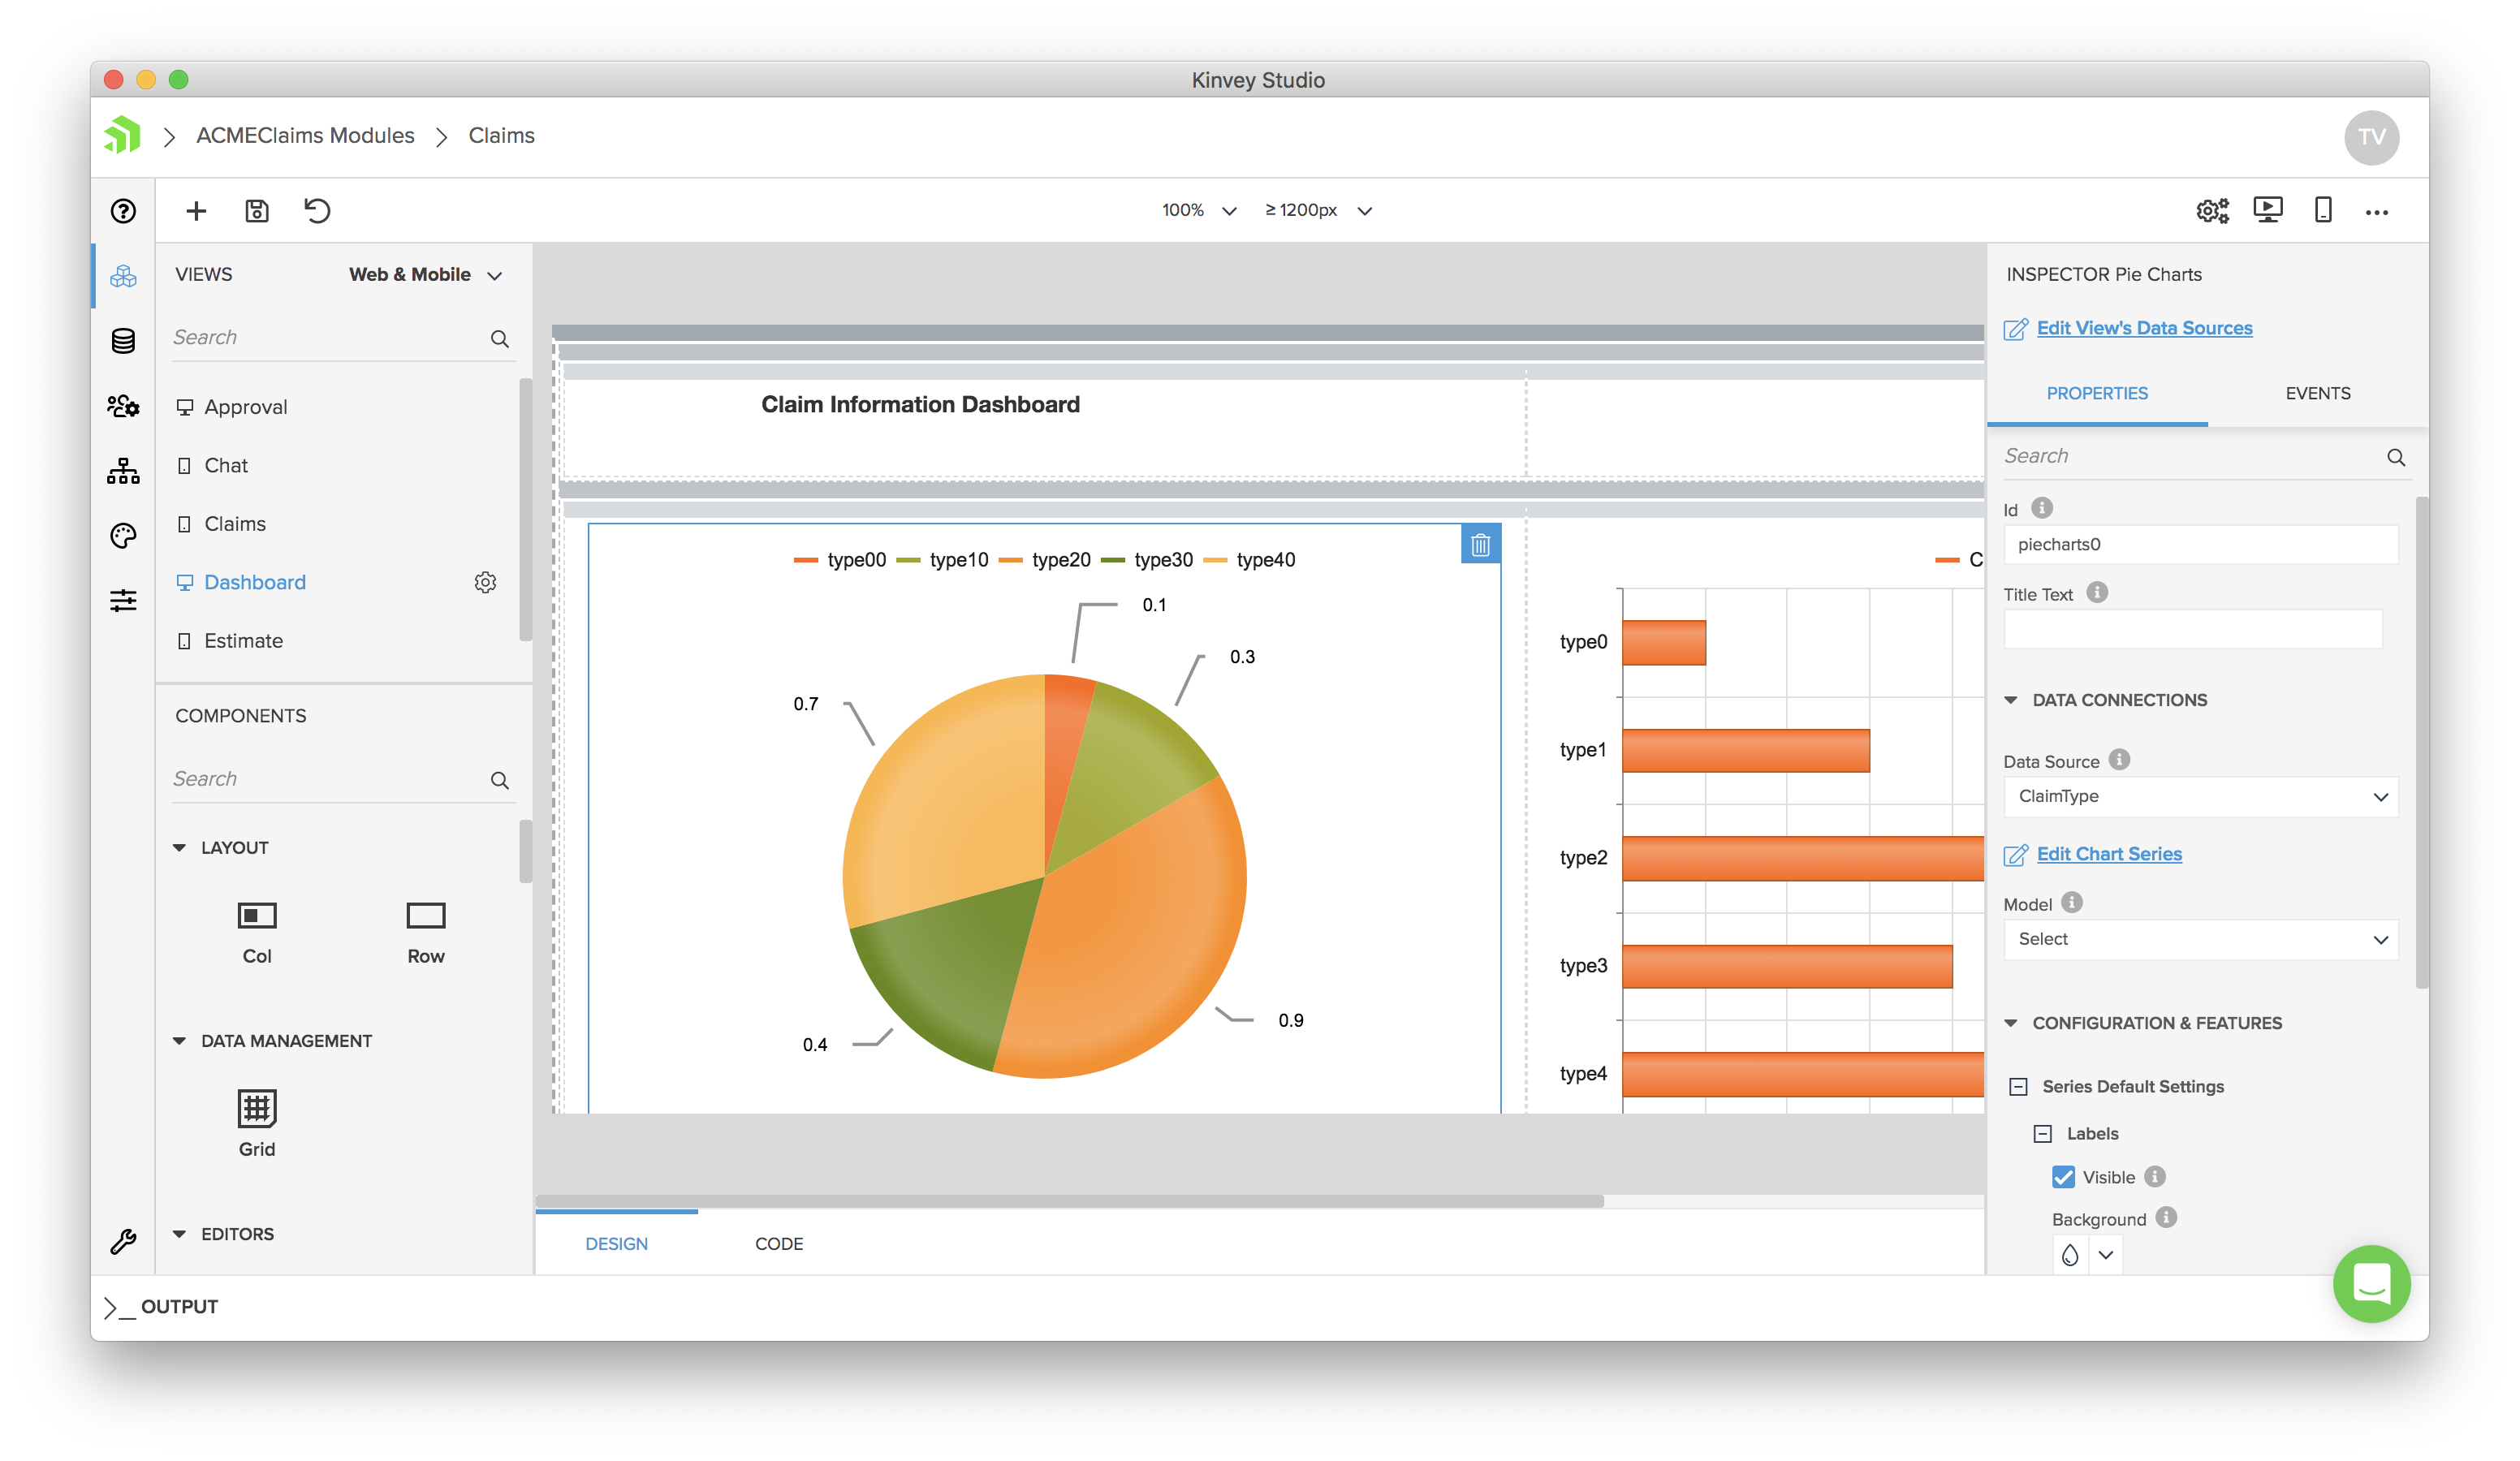 Kinvey Studio
ACMEClaims Modules
Claims
TV
100%
≥ 1200px
VIEWS
Web & Mobile
Search
Approval
Chat
Claims
Dashboard
Estimate
COMPONENTS
Search
LAYOUT
Col
Row
DATA MANAGEMENT
Grid
EDITORS
Claim Information Dashboard
type00 type10 type20 type30 type40
0.1
0.3
0.7
0.9
0.4
C
type0
type1
type2
type3
type4
DESIGN
CODE
INSPECTOR Pie Charts
Edit View's Data Sources
PROPERTIES
EVENTS
Search
Id
piecharts0
Title Text
DATA CONNECTIONS
Data Source
ClaimType
Edit Chart Series
Model
Select
CONFIGURATION & FEATURES
Series Default Settings
Labels
Visible
Background
OUTPUT